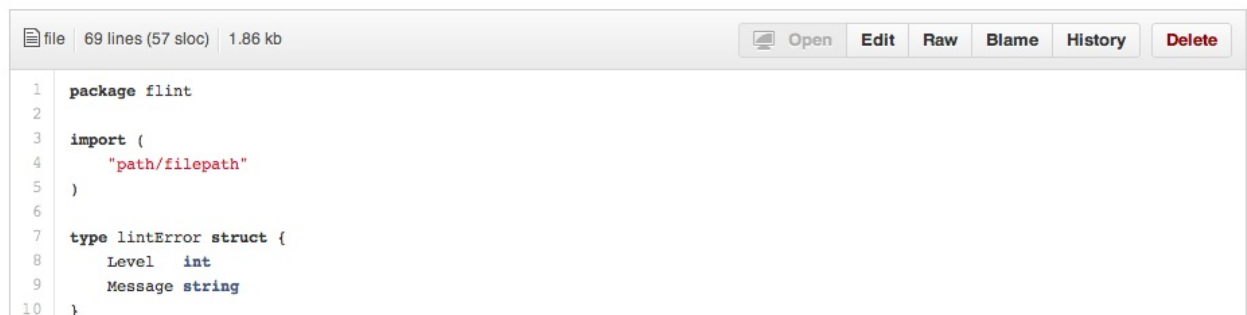 file 69 lines (57 sloc) 1.86 kb Open Edit Raw Blame History Delete
1 package flint
2
3 import (
4 "path/filepath"
5 )
6
7 type lintError struct {
8 Level int
9 Message string
10 }